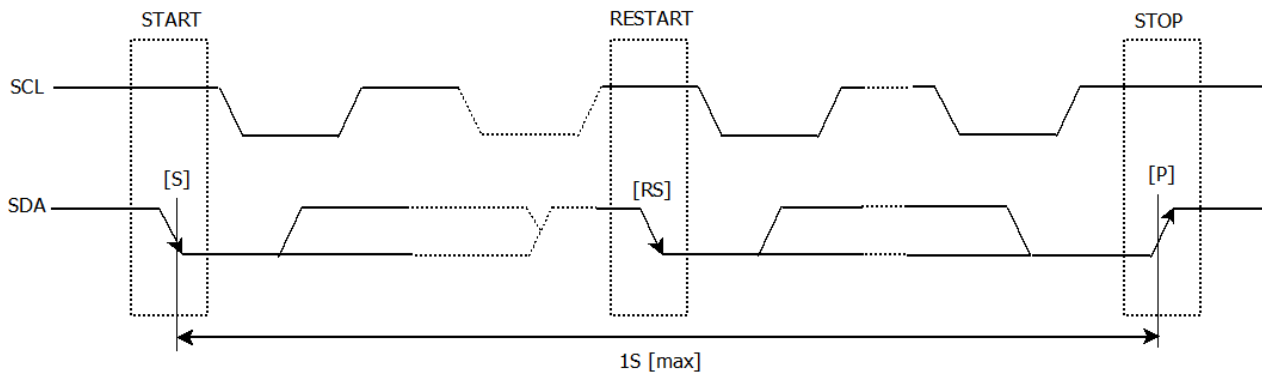 START
RESTART
STOP
SCL
[S]
[RS]
[P]
SDA
1S [max]